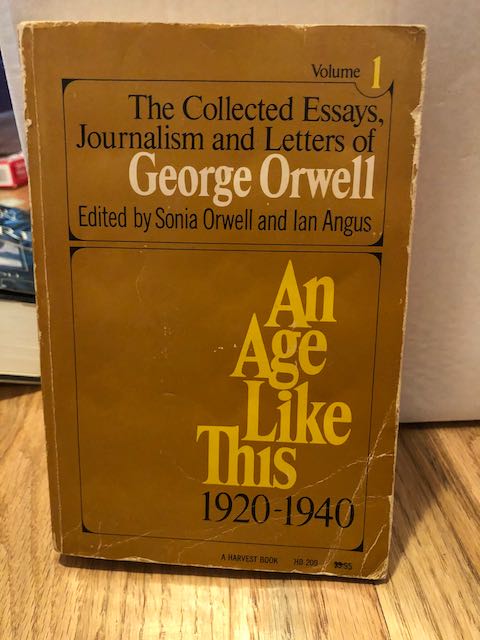 Volume 1
The Collected Essays,
Journalism and Letters of
George Orwell
Edited by Sonia Orwell and Ian Angus
An
Age
Like
This
1920-1940
A HARVEST BOOK HB 209